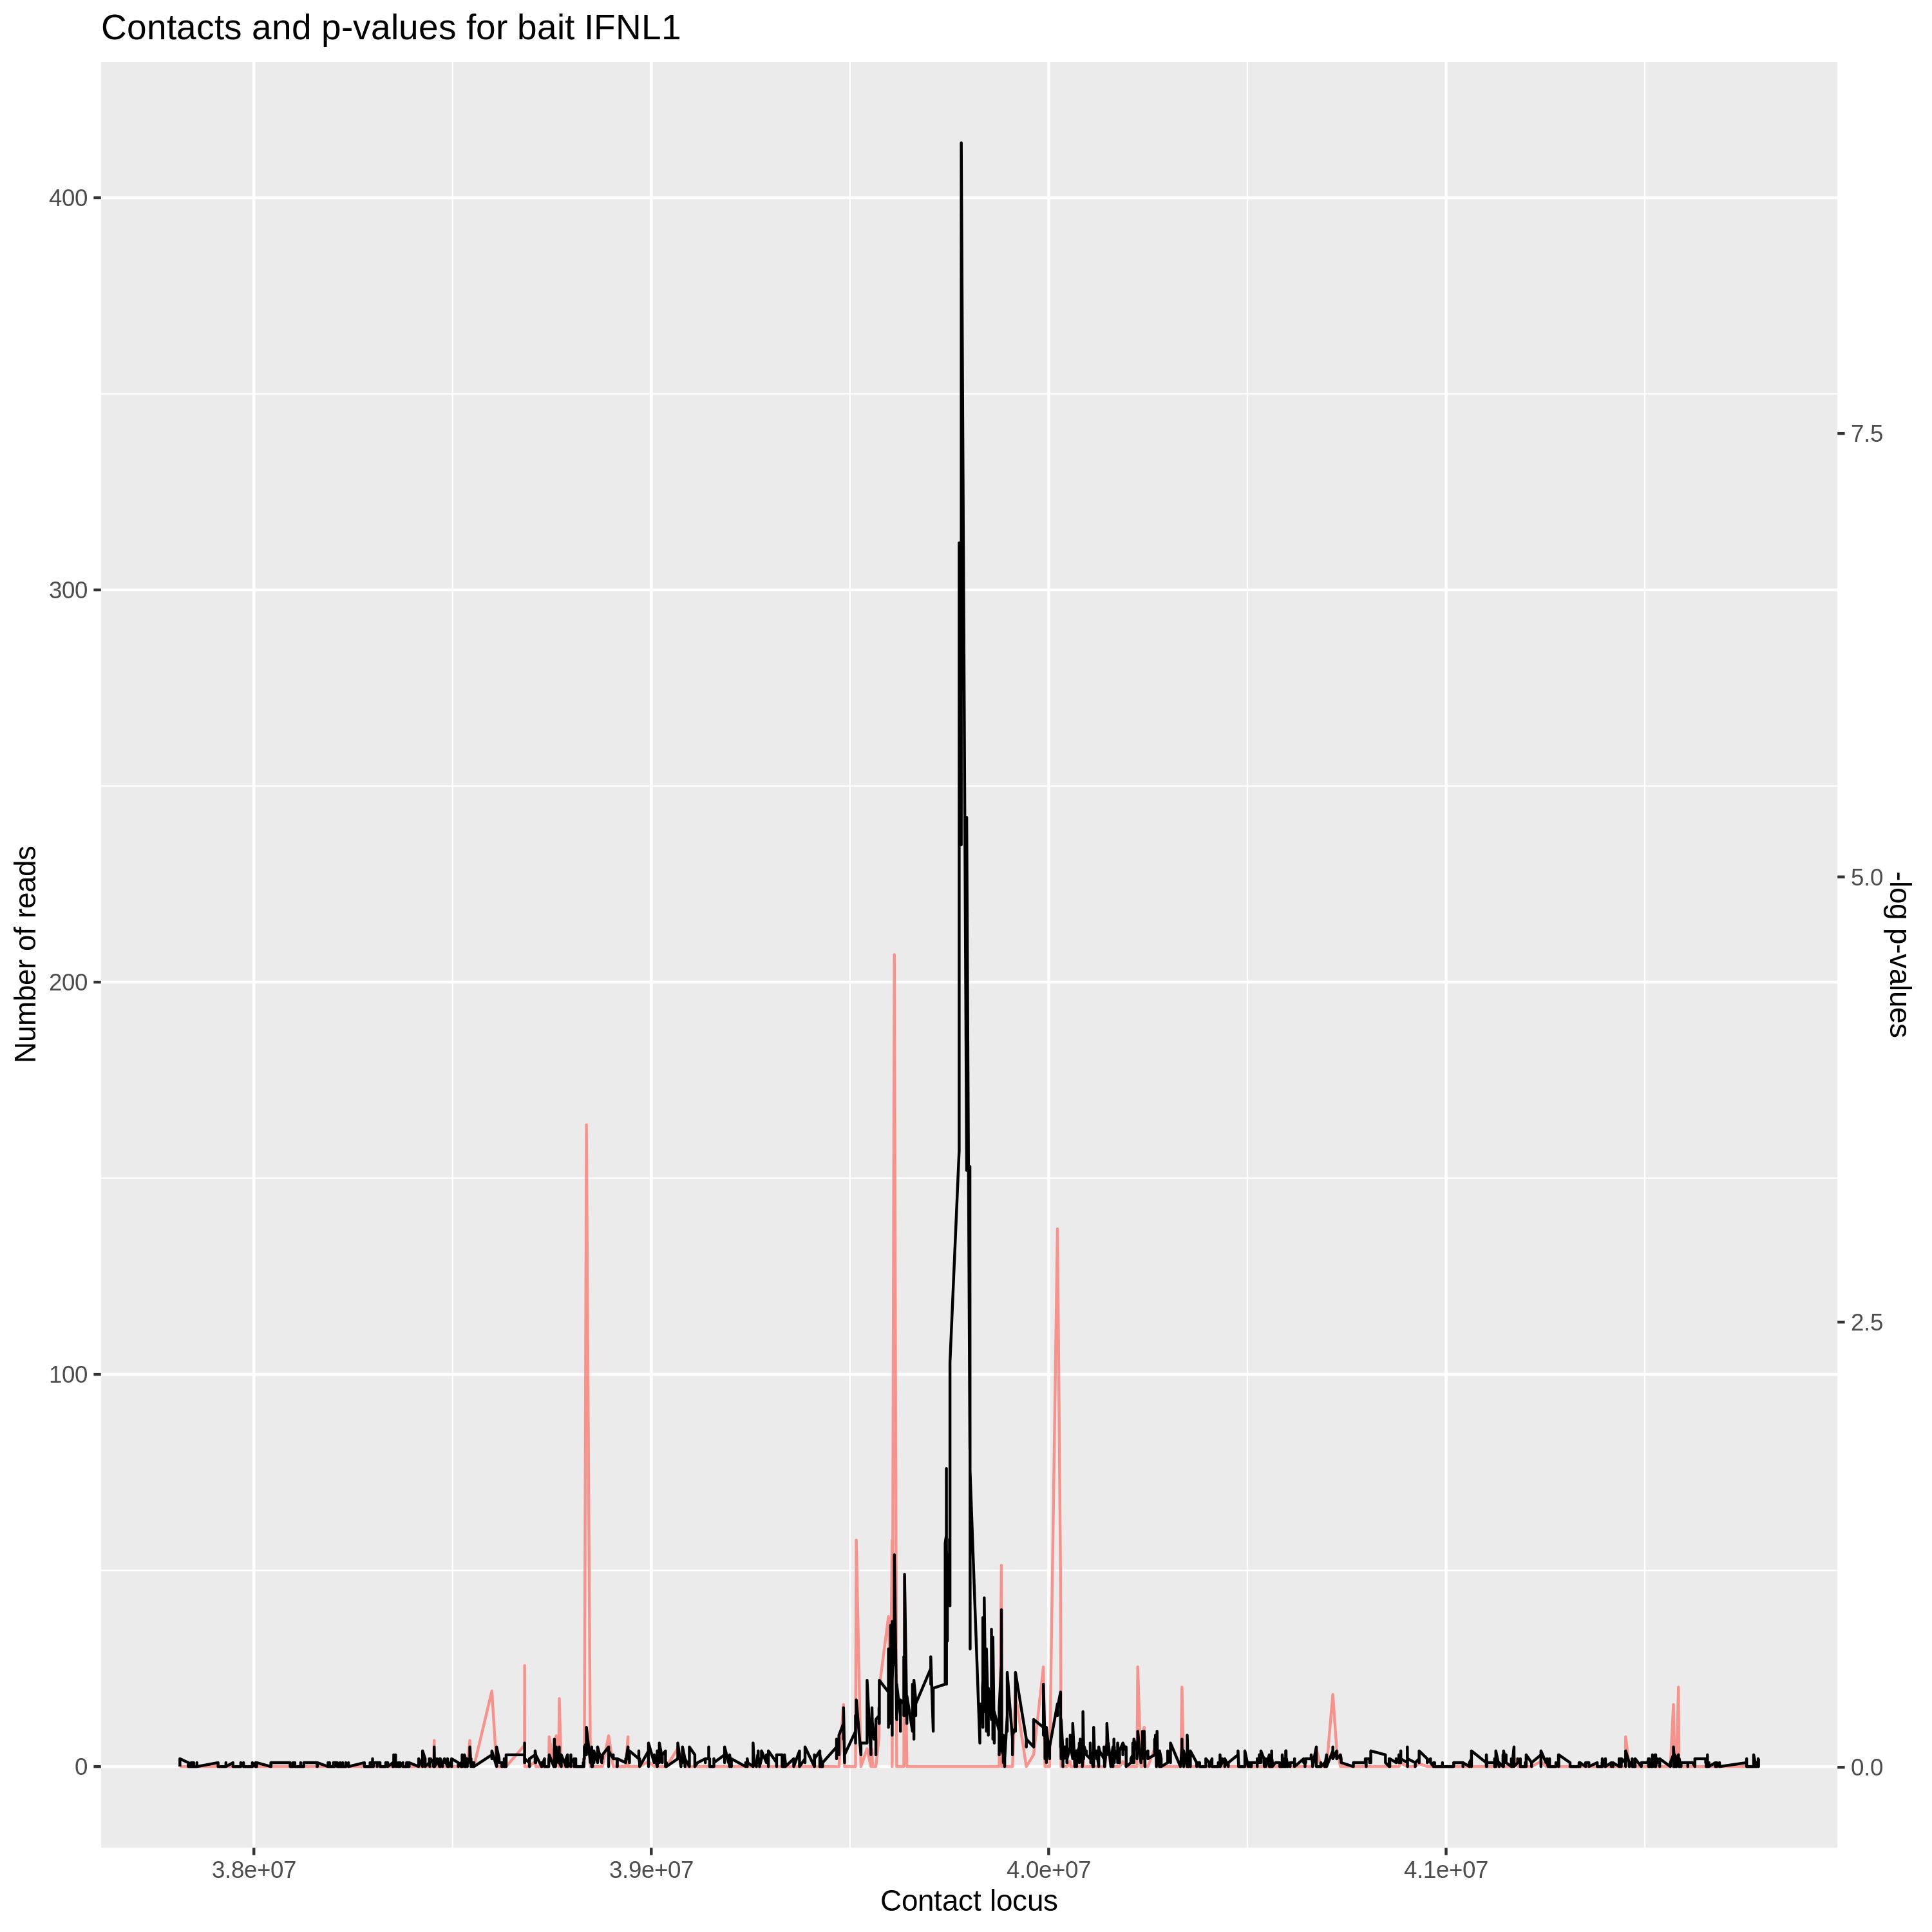 Contacts and p-values for bait IFNL1
400
300
200
100
0
Number of reads
7.5
5.0
2.5
0.0
-log p-values
3.8e+07
3.9e+07
4.0e+07
4.1e+07
Contact locus